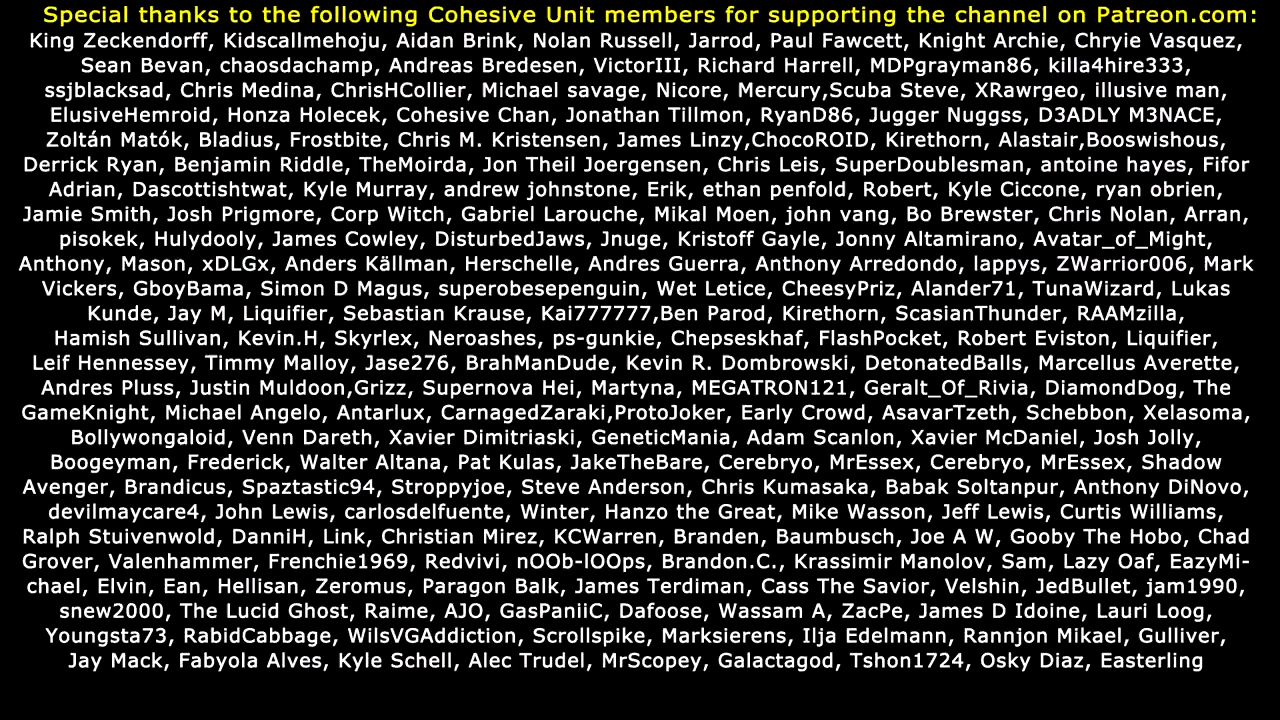 Special thanks to the following Cohesive Unit members for supporting the channel on Patreon.com:
King Zeckendorff, Kidscallmehoju, Aidan Brink, Nolan Russell, Jarrod, Paul Fawcett, Knight Archie, Chryie Vasquez,
Sean Bevan, chaosdachamp, Andreas Bredesen, VictorIII, Richard Harrell, MDPgrayman86, killa4hire333,
ssjblacksad, Chris Medina, ChrisHCollier, Michael savage, Nicore, Mercury,Scuba Steve, XRawrgeo, illusive man,
ElusiveHemroid, Honza Holecek, Cohesive Chan, Jonathan Tillmon, RyanD86, Jugger Nuggss, D3ADLY M3NACE,
Zoltán Matók, Bladius, Frostbite, Chris M. Kristensen, James Linzy,ChocoROID, Kirethorn, Alastair,Booswishous,
Derrick Ryan, Benjamin Riddle, TheMoirda, Jon Theil Joergensen, Chris Leis, SuperDoublesman, antoine hayes, Fifor
Adrian, Dascottishtwat, Kyle Murray, andrew johnstone, Erik, ethan penfold, Robert, Kyle Ciccone, ryan obrien,
Jamie Smith, Josh Prigmore, Corp Witch, Gabriel Larouche, Mikal Moen, john vang, Bo Brewster, Chris Nolan, Arran,
pisokek, Hulydooly, James Cowley, DisturbedJaws, Jnuge, Kristoff Gayle, Jonny Altamirano, Avatar_of_Might,
Anthony, Mason, xDLGx, Anders Källman, Herschelle, Andres Guerra, Anthony Arredondo, lappys, ZWarrior006, Mark
Vickers, GboyBama, Simon D Magus, superobesepenguin, Wet Letice, CheesyPriz, Alander71, TunaWizard, Lukas
Kunde, Jay M, Liquifier, Sebastian Krause, Kai777777,Ben Parod, Kirethorn, ScasianThunder, RAAMzilla,
Hamish Sullivan, Kevin.H, Skyrlex, Neroashes, ps-gunkie, Chepseskhaf, FlashPocket, Robert Eviston, Liquifier,
Leif Hennessey, Timmy Malloy, Jase276, BrahManDude, Kevin R. Dombrowski, DetonatedBalls, Marcellus Averette,
Andres Pluss, Justin Muldoon,Grizz, Supernova Hei, Martyna, MEGATRON121, Geralt_Of_Rivia, DiamondDog, The
GameKnight, Michael Angelo, Antarlux, CarnagedZaraki,ProtoJoker, Early Crowd, AsavarTzeth, Schebbon, Xelasoma,
Bollywongaloid, Venn Dareth, Xavier Dimitriaski, GeneticMania, Adam Scanlon, Xavier McDaniel, Josh Jolly,
Boogeyman, Frederick, Walter Altana, Pat Kulas, JakeTheBare, Cerebryo, MrEssex, Cerebryo, MrEssex, Shadow
Avenger, Brandicus, Spaztastic94, Stroppyjoe, Steve Anderson, Chris Kumasaka, Babak Soltanpur, Anthony DiNovo,
devilmaycare4, John Lewis, carlosdelfuente, Winter, Hanzo the Great, Mike Wasson, Jeff Lewis, Curtis Williams,
Ralph Stuivenwold, DanniH, Link, Christian Mirez, KCWarren, Branden, Baumbusch, Joe A W, Gooby The Hobo, Chad
Grover, Valenhammer, Frenchie1969, Redvivi, nOOb-lOOps, Brandon.C., Krassimir Manolov, Sam, Lazy Oaf, EazyMi-
chael, Elvin, Ean, Hellisan, Zeromus, Paragon Balk, James Terdiman, Cass The Savior, Velshin, JedBullet, jam1990,
snew2000, The Lucid Ghost, Raime, AJO, GasPaniiC, Dafoose, Wassam A, ZacPe, James D Idoine, Lauri Loog,
Youngsta73, RabidCabbage, WilsVGAddiction, Scrollspike, Marksierens, Ilja Edelmann, Rannjon Mikael, Gulliver,
Jay Mack, Fabyola Alves, Kyle Schell, Alec Trudel, MrScopey, Galactagod, Tshon1724, Osky Diaz, Easterling